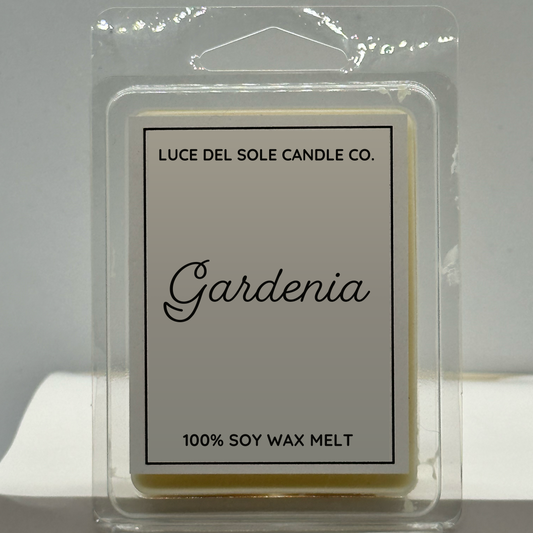 LUCE DEL SOLE CANDLE CO.
Gardenia
100% SOY WAX MELT